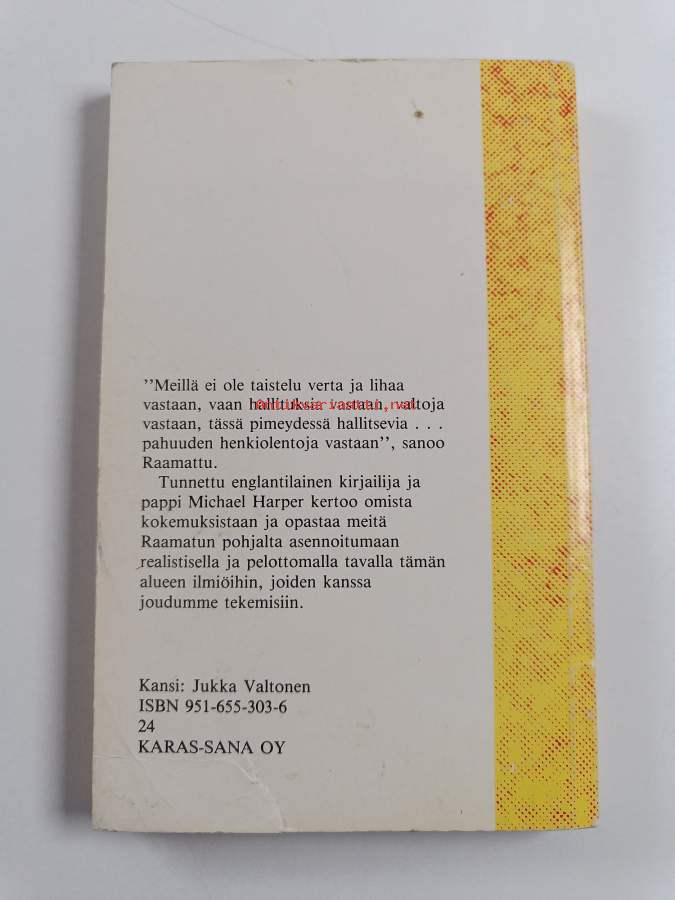 ''Meillä ei ole taistelu verta ja lihaa
vastaan, vaan hallituksia vastaan, valtoja
vastaan, tässä pimeydessä hallitsevia . . .
pahuuden henkiolentoja vastaan'', sanoo
Raamattu.
Tunnettu englantilainen kirjailija ja
pappi Michael Harper kertoo omista
kokemuksistaan ja opastaa meitä
Raamatun pohjalta asennoitumaan
realistisella ja pelottomalla tavalla tämän
alueen ilmiöihin, joiden kanssa
joudumme tekemisiin.
Kansi: Jukka Valtonen
ISBN 951-655-303-6
24
KARAS-SANA OY
Antikvariantti.net